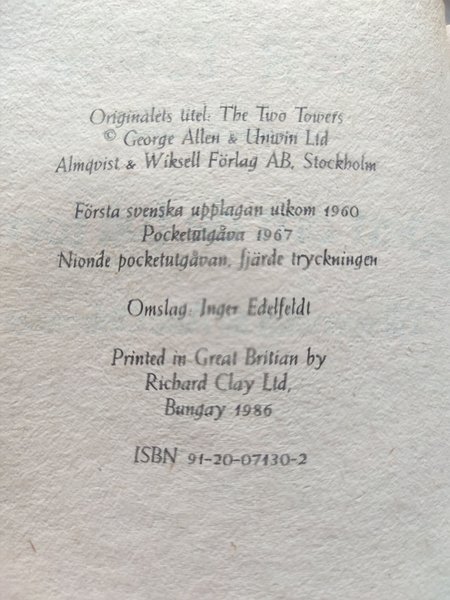 Originalets titel: The Two Towers
© George Allen & Unwin Ltd
Almqvist & Wiksell Förlag AB, Stockholm
Första svenska upplagan utkom 1960
Pocketutgåva 1967
Nionde pocketutgåvan, fjärde tryckningen
Omslag: Inger Edelfeldt
Printed in Great Britian by
Richard Clay Ltd,
Bungay 1986
ISBN 91-20-07130-2